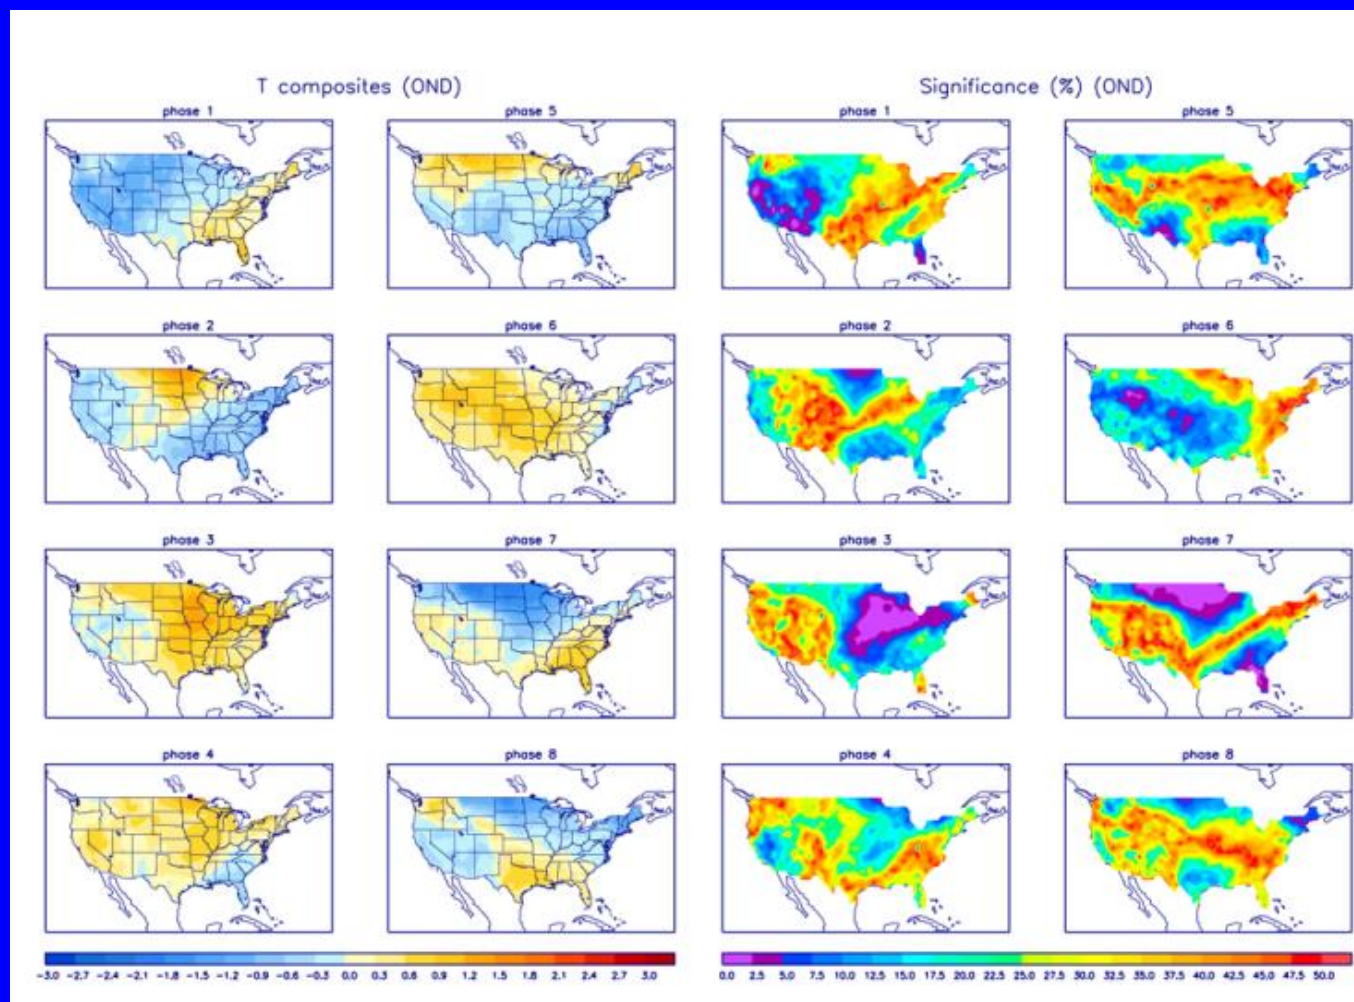 T composites (OND)
Significance (%) (OND)
phase 1
phase 5
phase 1
phase 5
phase 2
phase 6
phase 2
phase 6
phase 3
phase 7
phase 3
phase 7
phase 4
phase 8
phase 4
phase 8
-3.0 -2.7 -2.4 -2.1 -1.8 -1.5 -1.2 -0.9 -0.6 -0.3 0.0 0.3 0.6 0.9 1.2 1.5 1.8 2.1 2.4 2.7 3.0
0.0 2.5 5.0 7.5 10.0 12.5 15.0 17.5 20.0 22.5 25.0 27.5 30.0 32.5 35.0 37.5 40.0 42.5 45.0 47.5 50.0